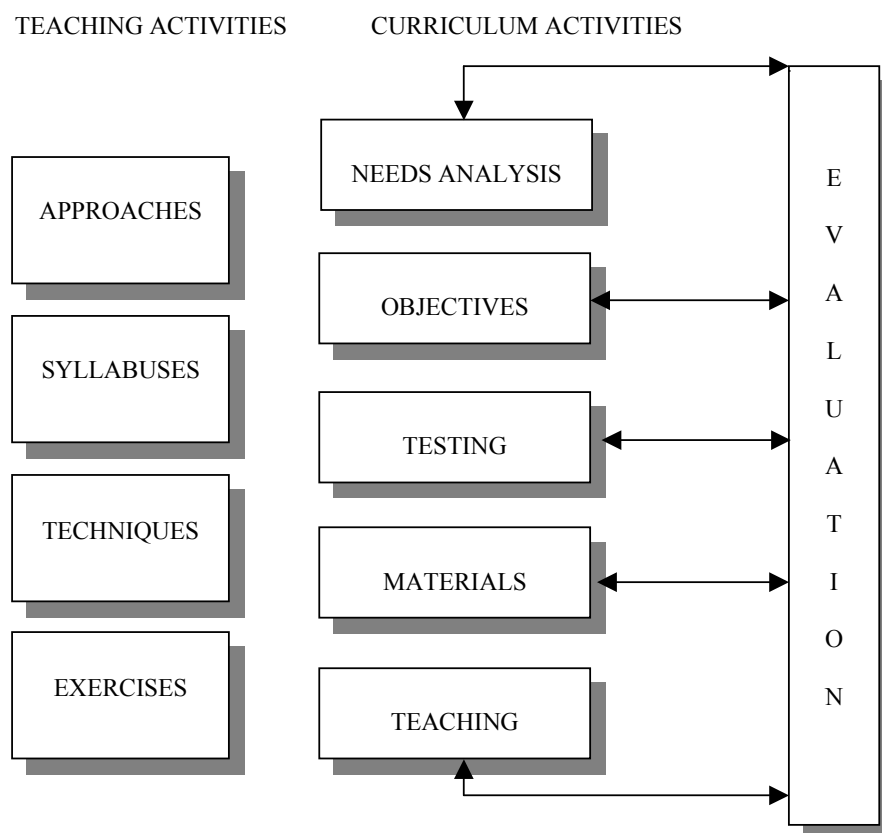 TEACHING ACTIVITIES
CURRICULUM ACTIVITIES
APPROACHES
SYLLABUSES
TECHNIQUES
EXERCISES
NEEDS ANALYSIS
OBJECTIVES
TESTING
MATERIALS
TEACHING
E
V
A
L
U
A
T
I
O
N